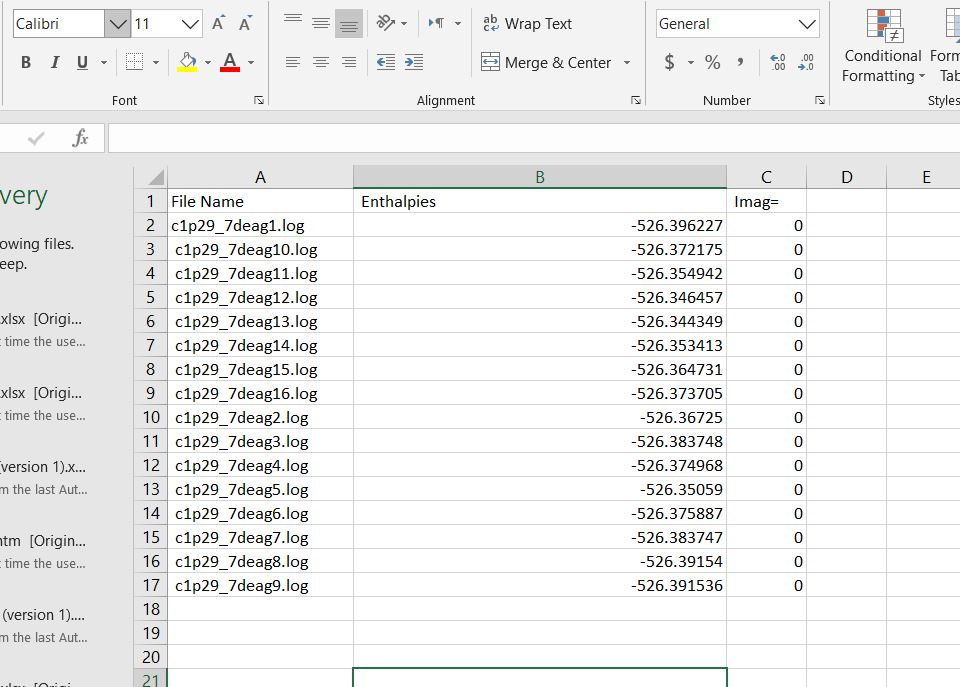 Calibri 11 A A Wrap Text General
B I U A Merge & Center $ % , Conditional Form
Formatting Tab
Font Alignment Number Styles
fx
A B C D E
very
owing files.
eep.
xlsx [Origi...
t time the use...
xlsx [Origi...
t time the use...
(version 1).x...
m the last Aut...
htm [Origin...
t time the use...
(version 1)....
m the last Aut...
1 File Name Enthalpies Imag=
2 c1p29_7deag1.log -526.396227 0
3 c1p29_7deag10.log -526.372175 0
4 c1p29_7deag11.log -526.354942 0
5 c1p29_7deag12.log -526.346457 0
6 c1p29_7deag13.log -526.344349 0
7 c1p29_7deag14.log -526.353413 0
8 c1p29_7deag15.log -526.364731 0
9 c1p29_7deag16.log -526.373705 0
10 c1p29_7deag2.log -526.36725 0
11 c1p29_7deag3.log -526.383748 0
12 c1p29_7deag4.log -526.374968 0
13 c1p29_7deag5.log -526.35059 0
14 c1p29_7deag6.log -526.375887 0
15 c1p29_7deag7.log -526.383747 0
16 c1p29_7deag8.log -526.39154 0
17 c1p29_7deag9.log -526.391536 0
18
19
20
21